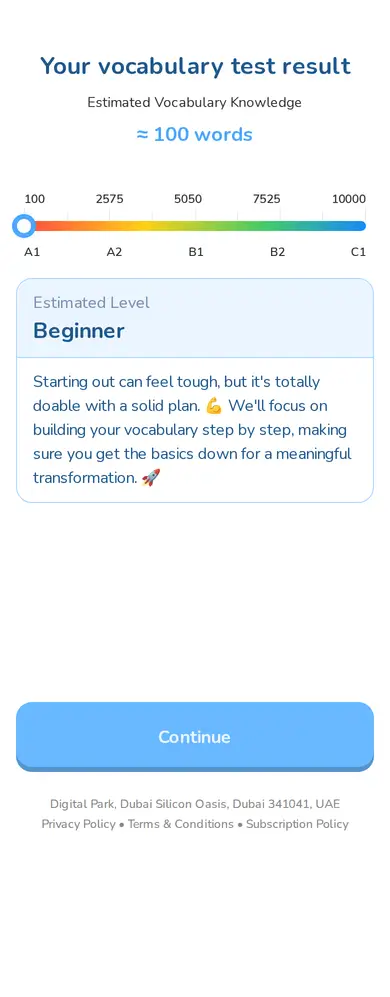 Your vocabulary test result
Estimated Vocabulary Knowledge
≈ 100 words
100 2575 5050 7525 10000
A1 A2 B1 B2 C1
Estimated Level
Beginner
Starting out can feel tough, but it's totally
doable with a solid plan. 💪 We'll focus on
building your vocabulary step by step, making
sure you get the basics down for a meaningful
transformation. 🚀
Continue
Digital Park, Dubai Silicon Oasis, Dubai 341041, UAE
Privacy Policy • Terms & Conditions • Subscription Policy